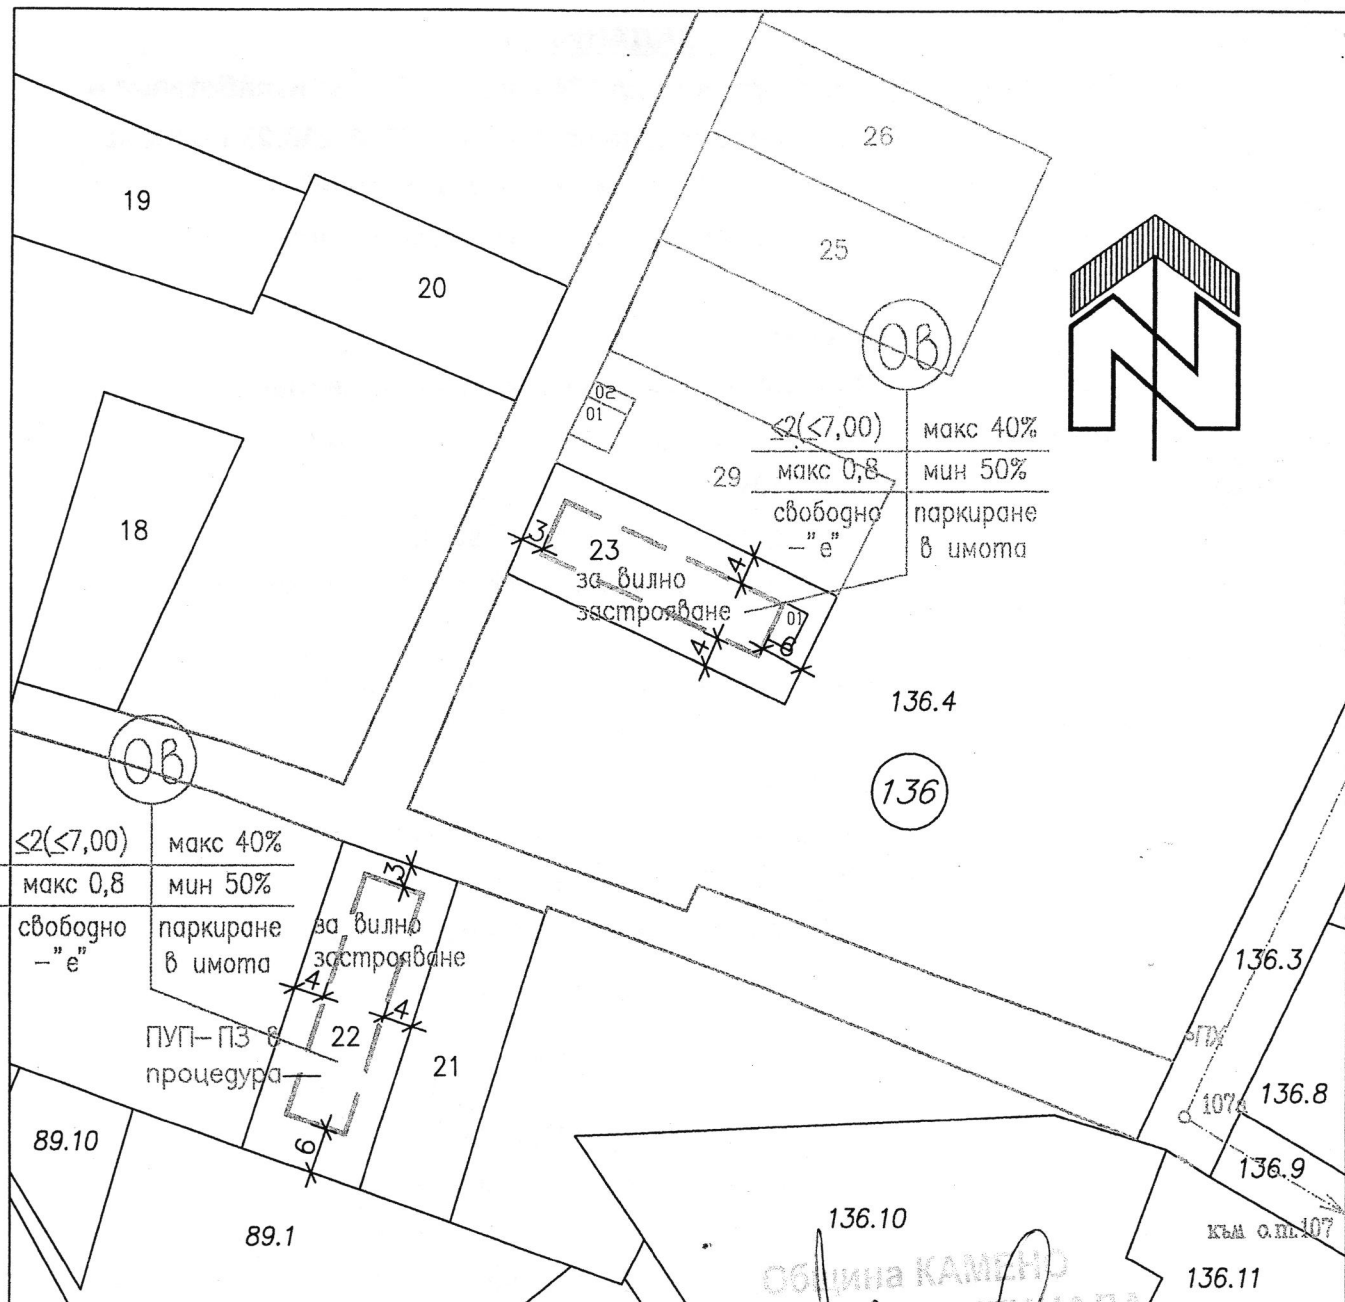 26
19
25
20
Ов
02
01
≤2(≤7,00) макс 40%
макс 0,8 мин 50%
свободно паркиране
–"е" в имота
29
18
3
23
4
за вилно
застрояване
01
4
6
136.4
136
Ов
≤2(≤7,00) макс 40%
макс 0,8 мин 50%
свободно паркиране
–"е" в имота
3
за вилно
застрояване
4
4
22
21
ПУП–ПЗ в
процедура
6
136.3
ПХ
107а
136.8
136.9
към о.т.107
89.10
89.1
136.10
136.11
Община КАМЕНО